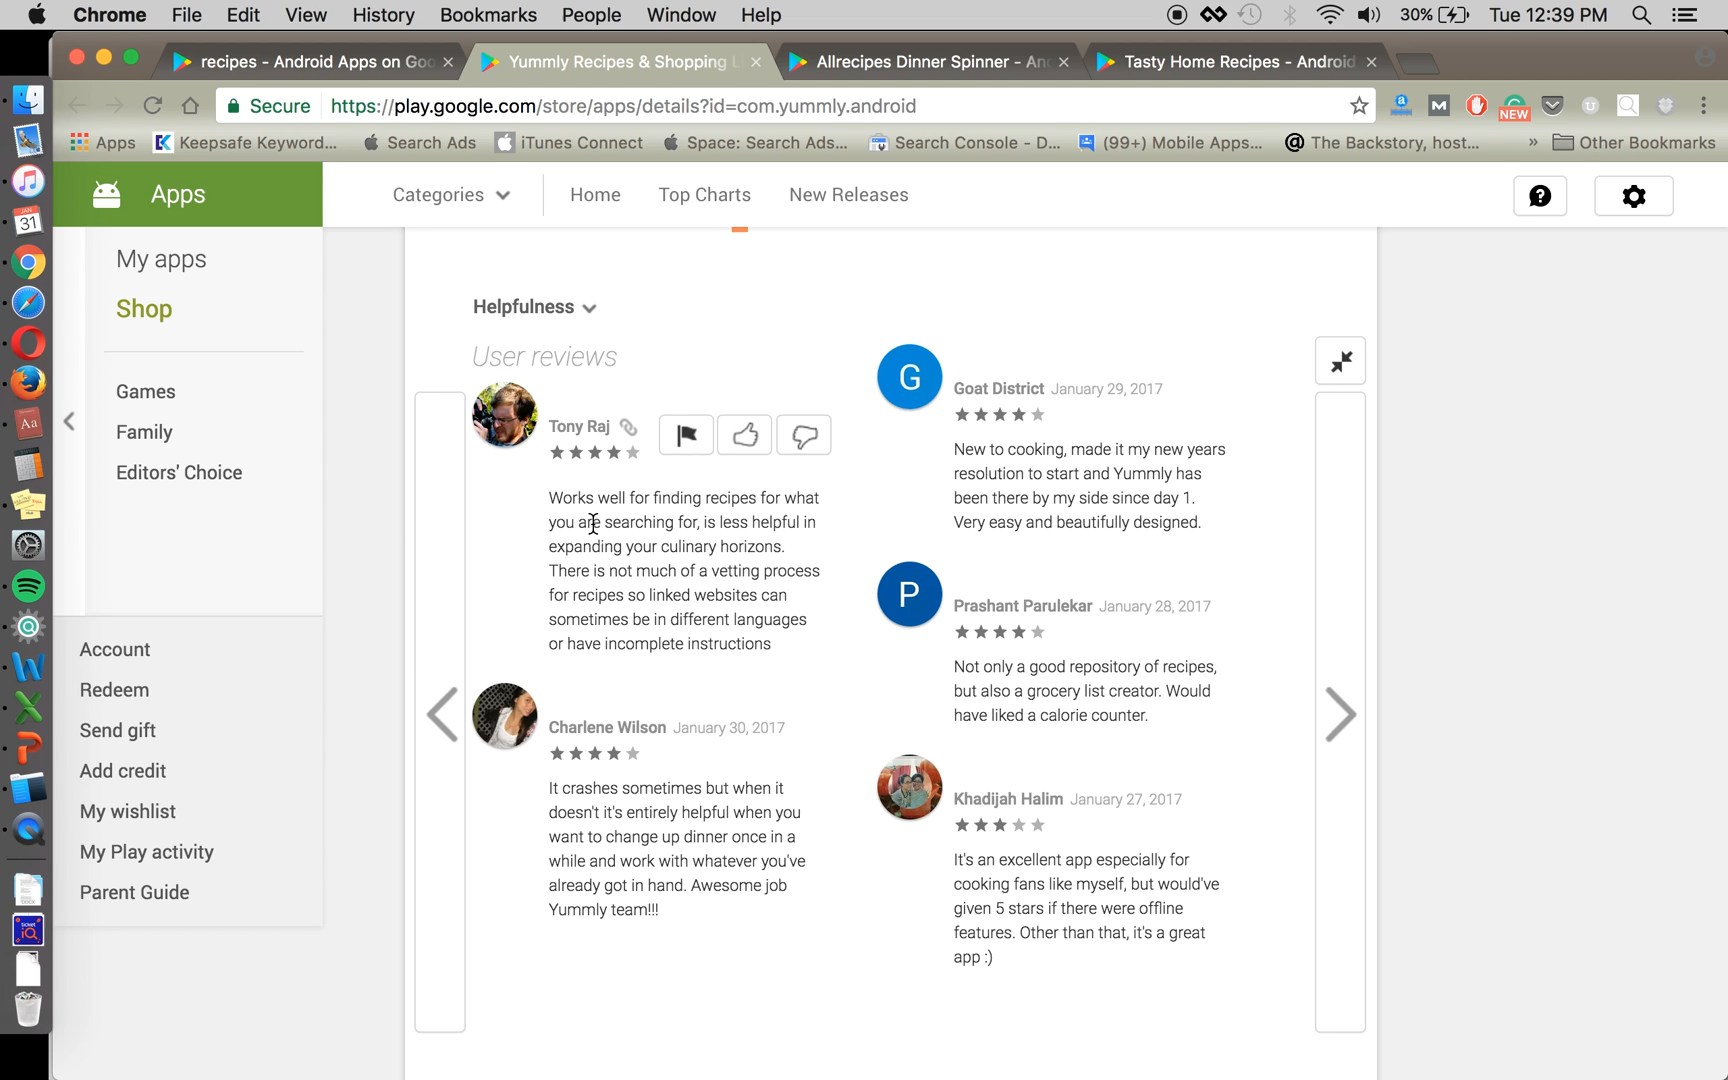 Chrome File Edit View History Bookmarks People Window Help 30% Tue 12:39 PM
recipes - Android Apps on Goo
Yummly Recipes & Shopping L
Allrecipes Dinner Spinner - An
Tasty Home Recipes - Android
Secure https://play.google.com/store/apps/details?id=com.yummly.android
M
NEW
Apps Keepsafe Keyword... Search Ads iTunes Connect Space: Search Ads... Search Console - D... (99+) Mobile Apps... The Backstory, host... » Other Bookmarks
Apps
Categories Home Top Charts New Releases
My apps
Shop
Games
Family
Editors' Choice
Account
Redeem
Send gift
Add credit
My wishlist
My Play activity
Parent Guide
Helpfulness
User reviews
Tony Raj
Works well for finding recipes for what
you are searching for, is less helpful in
expanding your culinary horizons.
There is not much of a vetting process
for recipes so linked websites can
sometimes be in different languages
or have incomplete instructions
Charlene Wilson January 30, 2017
It crashes sometimes but when it
doesn't it's entirely helpful when you
want to change up dinner once in a
while and work with whatever you've
already got in hand. Awesome job
Yummly team!!!
G
Goat District January 29, 2017
New to cooking, made it my new years
resolution to start and Yummly has
been there by my side since day 1.
Very easy and beautifully designed.
P
Prashant Parulekar January 28, 2017
Not only a good repository of recipes,
but also a grocery list creator. Would
have liked a calorie counter.
Khadijah Halim January 27, 2017
It's an excellent app especially for
cooking fans like myself, but would've
given 5 stars if there were offline
features. Other than that, it's a great
app :)
JAN
31
Aa